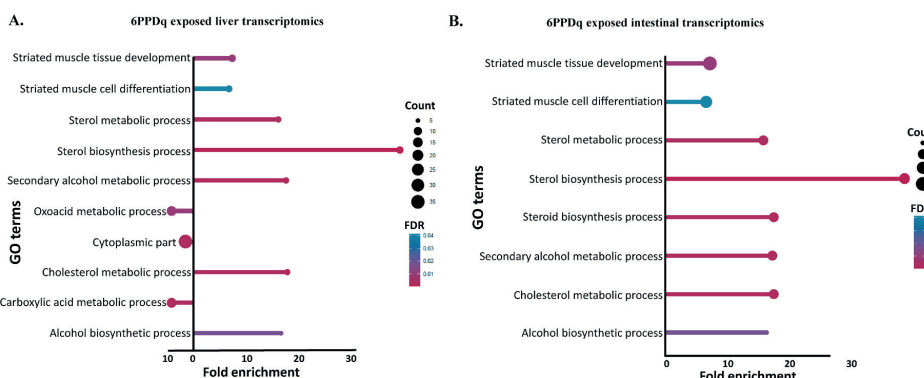 A.
6PPDq exposed liver transcriptomics
GO terms
Striated muscle tissue development
Striated muscle cell differentiation
Sterol metabolic process
Sterol biosynthesis process
Secondary alcohol metabolic process
Oxoacid metabolic process
Cytoplasmic part
Cholesterol metabolic process
Carboxylic acid metabolic process
Alcohol biosynthetic process
10 0 10 20 30
Fold enrichment
Count
5
10
15
20
25
30
35
FDR
0.04
0.03
0.02
0.01
B.
6PPDq exposed intestinal transcriptomics
GO terms
Striated muscle tissue development
Striated muscle cell differentiation
Sterol metabolic process
Sterol biosynthesis process
Steroid biosynthesis process
Secondary alcohol metabolic process
Cholesterol metabolic process
Alcohol biosynthetic process
0 10 20 30
Fold enrichment
Cou
FD